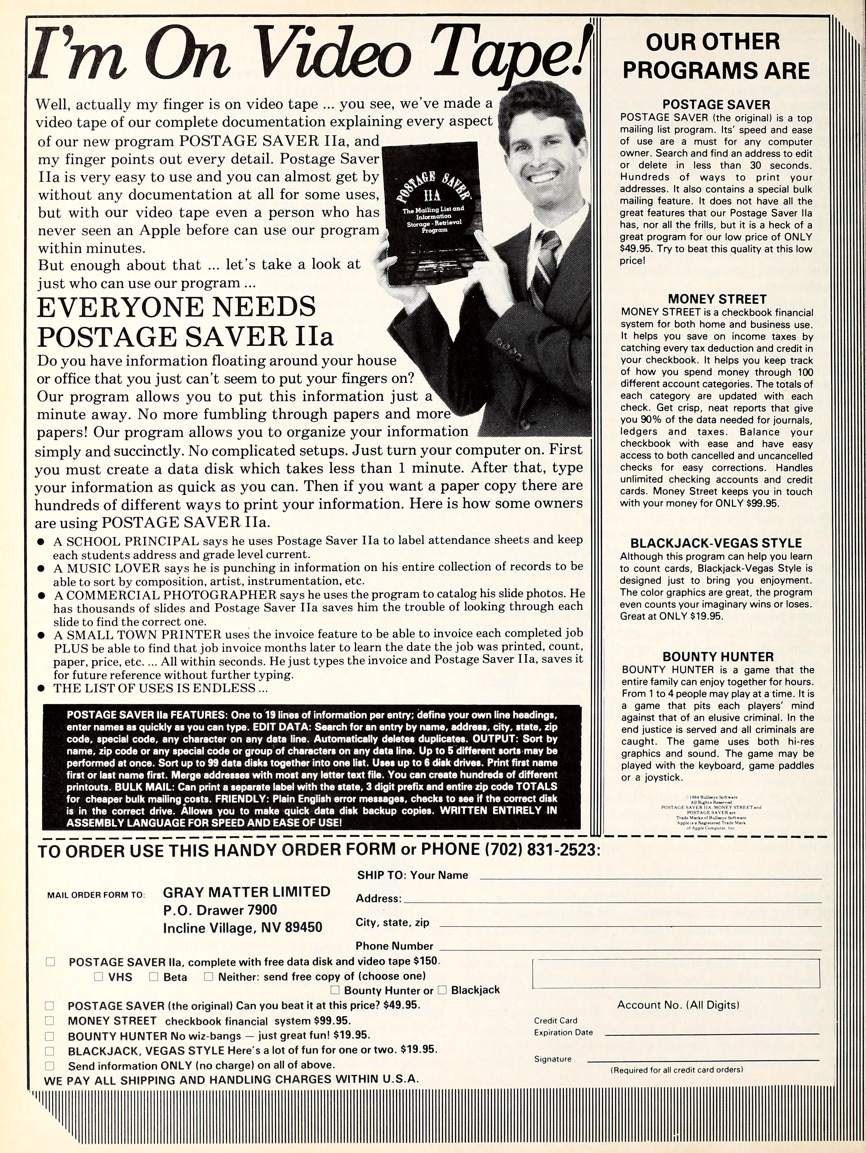 I'm On Video Tape!
Well, actually my finger is on video tape ... you see, we've made a
video tape of our complete documentation explaining every aspect
of our new program POSTAGE SAVER IIa, and
my finger points out every detail. Postage Saver
IIa is very easy to use and you can almost get by
without any documentation at all for some uses,
but with our video tape even a person who has
never seen an Apple before can use our program
within minutes.
But enough about that ... let's take a look at
just who can use our program ...
POSTAGE SAVER
IIA
The Mailing List and
Information
Storage - Retrieval
Program
EVERYONE NEEDS
POSTAGE SAVER IIa
Do you have information floating around your house
or office that you just can't seem to put your fingers on?
Our program allows you to put this information just a
minute away. No more fumbling through papers and more
papers! Our program allows you to organize your information
simply and succinctly. No complicated setups. Just turn your computer on. First
you must create a data disk which takes less than 1 minute. After that, type
your information as quick as you can. Then if you want a paper copy there are
hundreds of different ways to print your information. Here is how some owners
are using POSTAGE SAVER IIa.
● A SCHOOL PRINCIPAL says he uses Postage Saver IIa to label attendance sheets and keep
each students address and grade level current.
● A MUSIC LOVER says he is punching in information on his entire collection of records to be
able to sort by composition, artist, instrumentation, etc.
● A COMMERCIAL PHOTOGRAPHER says he uses the program to catalog his slide photos. He
has thousands of slides and Postage Saver IIa saves him the trouble of looking through each
slide to find the correct one.
● A SMALL TOWN PRINTER uses the invoice feature to be able to invoice each completed job
PLUS be able to find that job invoice months later to learn the date the job was printed, count,
paper, price, etc. ... All within seconds. He just types the invoice and Postage Saver IIa, saves it
for future reference without further typing.
● THE LIST OF USES IS ENDLESS ...
POSTAGE SAVER IIa FEATURES: One to 19 lines of information per entry; define your own line headings,
enter names as quickly as you can type. EDIT DATA: Search for an entry by name, address, city, state, zip
code, special code, any character on any data line. Automatically deletes duplicates. OUTPUT: Sort by
name, zip code or any special code or group of characters on any data line. Up to 5 different sorts may be
performed at once. Sort up to 99 data disks together into one list. Uses up to 6 disk drives. Print first name
first or last name first. Merge addresses with most any letter text file. You can create hundreds of different
printouts. BULK MAIL: Can print a separate label with the state, 3 digit prefix and entire zip code TOTALS
for cheaper bulk mailing costs. FRIENDLY: Plain English error messages, checks to see if the correct disk
is in the correct drive. Allows you to make quick data disk backup copies. WRITTEN ENTIRELY IN
ASSEMBLY LANGUAGE FOR SPEED AND EASE OF USE!
OUR OTHER
PROGRAMS ARE
POSTAGE SAVER
POSTAGE SAVER (the original) is a top
mailing list program. Its' speed and ease
of use are a must for any computer
owner. Search and find an address to edit
or delete in less than 30 seconds.
Hundreds of ways to print your
addresses. It also contains a special bulk
mailing feature. It does not have all the
great features that our Postage Saver IIa
has, nor all the frills, but it is a heck of a
great program for our low price of ONLY
$49.95. Try to beat this quality at this low
price!
MONEY STREET
MONEY STREET is a checkbook financial
system for both home and business use.
It helps you save on income taxes by
catching every tax deduction and credit in
your checkbook. It helps you keep track
of how you spend money through 100
different account categories. The totals of
each category are updated with each
check. Get crisp, neat reports that give
you 90% of the data needed for journals,
ledgers and taxes. Balance your
checkbook with ease and have easy
access to both cancelled and uncancelled
checks for easy corrections. Handles
unlimited checking accounts and credit
cards. Money Street keeps you in touch
with your money for ONLY $99.95.
BLACKJACK-VEGAS STYLE
Although this program can help you learn
to count cards, Blackjack-Vegas Style is
designed just to bring you enjoyment.
The color graphics are great, the program
even counts your imaginary wins or loses.
Great at ONLY $19.95.
BOUNTY HUNTER
BOUNTY HUNTER is a game that the
entire family can enjoy together for hours.
From 1 to 4 people may play at a time. It is
a game that pits each players' mind
against that of an elusive criminal. In the
end justice is served and all criminals are
caught. The game uses both hi-res
graphics and sound. The game may be
played with the keyboard, game paddles
or a joystick.
©1984 Bullseye Software
All Rights Reserved
POSTAGE SAVER IIA, MONEY STREET and
POSTAGE SAVER are
Trade Marks of Bullseye Software
Apple is a Registered Trade Mark
of Apple Computer, Inc.
TO ORDER USE THIS HANDY ORDER FORM or PHONE (702) 831-2523:
MAIL ORDER FORM TO:
GRAY MATTER LIMITED
P.O. Drawer 7900
Incline Village, NV 89450
SHIP TO: Your Name
Address:
City, state, zip
Phone Number
POSTAGE SAVER IIa, complete with free data disk and video tape $150.
VHS Beta Neither: send free copy of (choose one)
Bounty Hunter or Blackjack
POSTAGE SAVER (the original) Can you beat it at this price? $49.95.
MONEY STREET checkbook financial system $99.95.
BOUNTY HUNTER No wiz-bangs — just great fun! $19.95.
BLACKJACK, VEGAS STYLE Here's a lot of fun for one or two. $19.95.
Send information ONLY (no charge) on all of above.
WE PAY ALL SHIPPING AND HANDLING CHARGES WITHIN U.S.A.
Account No. (All Digits)
Credit Card
Expiration Date
Signature
(Required for all credit card orders)